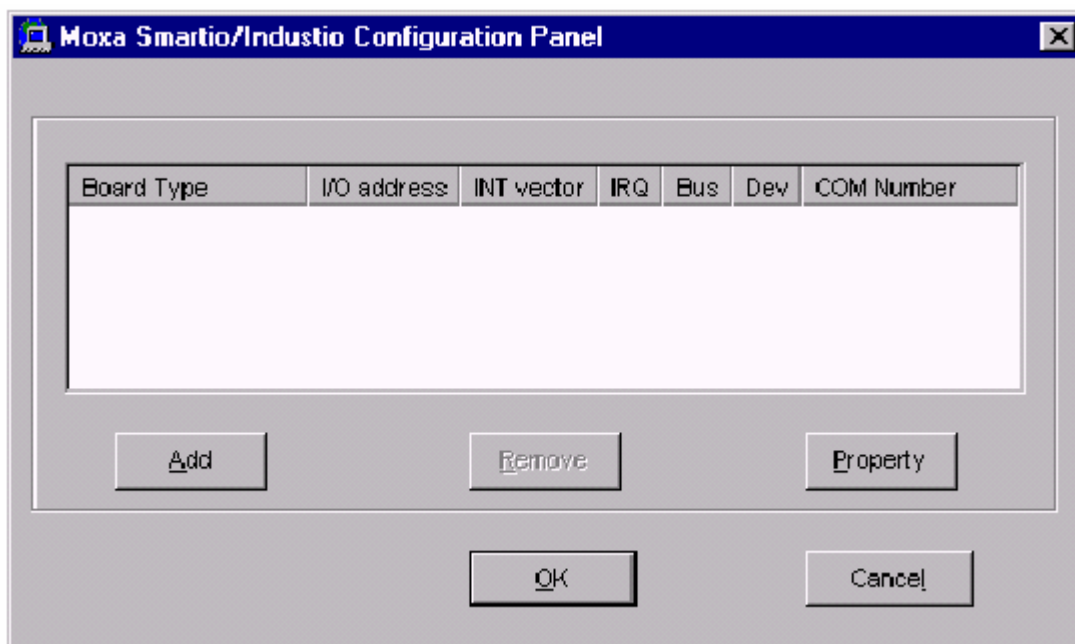 Moxa Smartio/Industio Configuration Panel
Board Type I/O address INT vector IRQ Bus Dev COM Number
Add Remove Property
OK Cancel